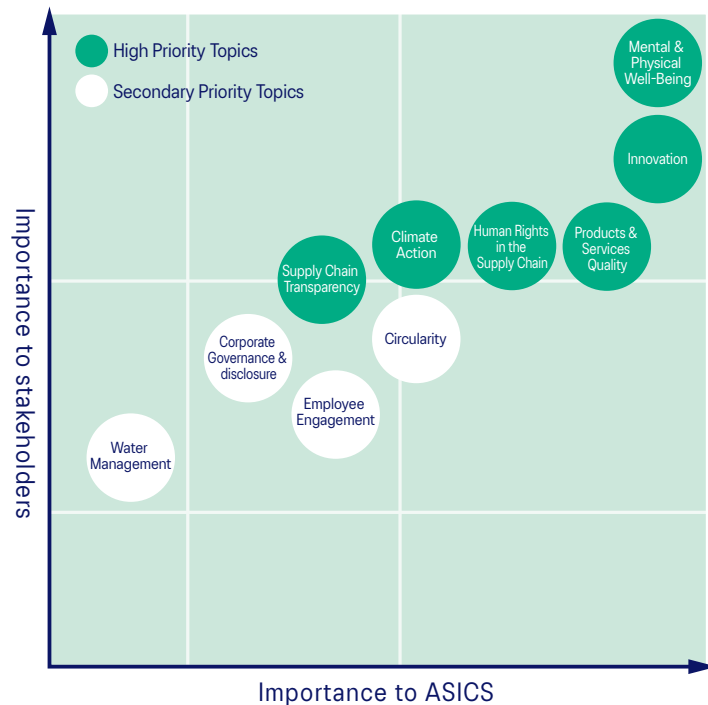 High Priority Topics
Secondary Priority Topics
Mental &
Physical
Well-Being
Innovation
Climate
Action
Human Rights
in the
Supply Chain
Products &
Services
Quality
Supply Chain
Transparency
Corporate
Governance &
disclosure
Circularity
Employee
Engagement
Water
Management
Importance to stakeholders
Importance to ASICS